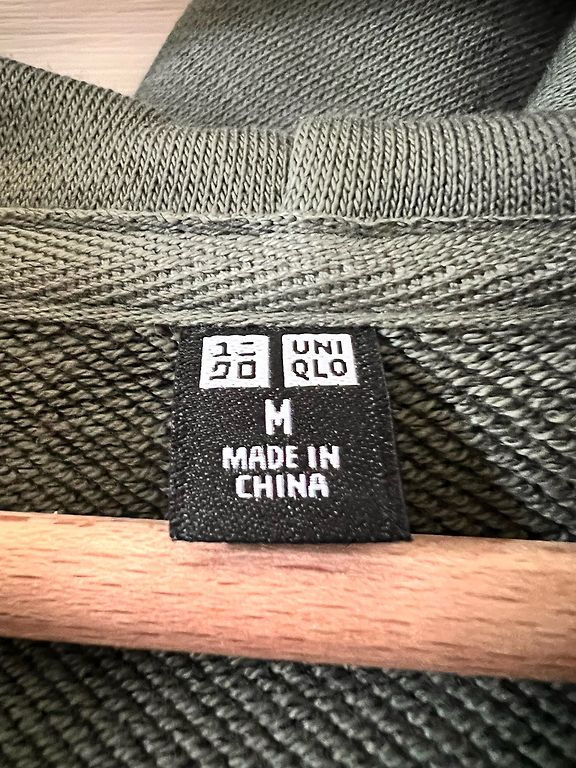 ユニ UNI
クロ QLO
M
MADE IN
CHINA